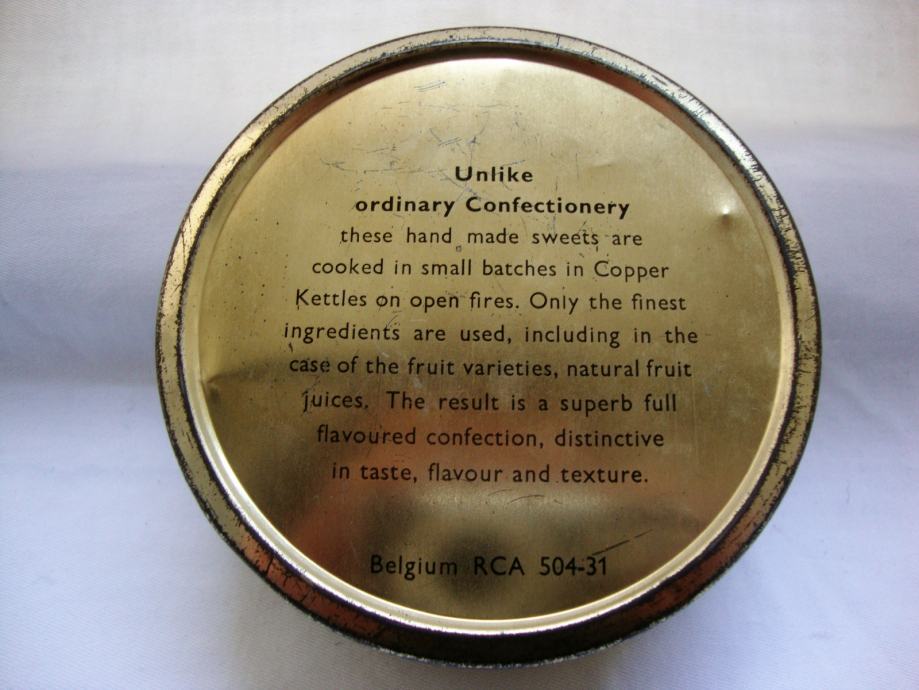 Unlike
ordinary Confectionery
these hand made sweets are
cooked in small batches in Copper
Kettles on open fires. Only the finest
ingredients are used, including in the
case of the fruit varieties, natural fruit
juices. The result is a superb full
flavoured confection, distinctive
in taste, flavour and texture.
Belgium RCA 504-31